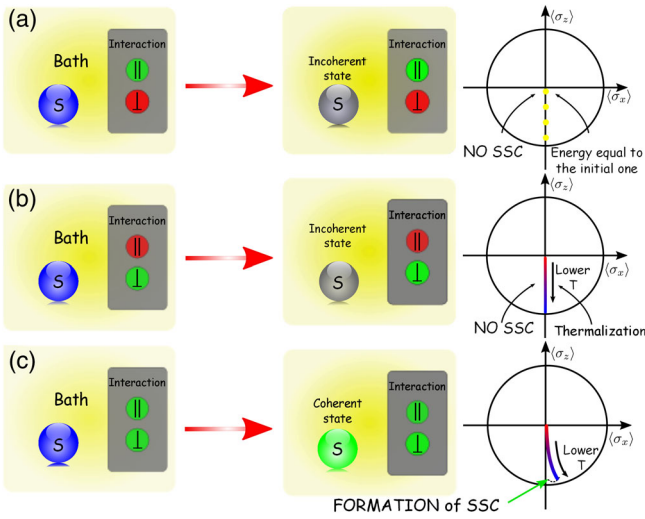 (a)
Bath
S
Interaction
||
⊥
Incoherent
state
S
Interaction
||
⊥
⟨σz⟩
⟨σx⟩
NO SSC
Energy equal to
the initial one
(b)
Bath
S
Interaction
||
⊥
Incoherent
state
S
Interaction
||
⊥
⟨σz⟩
⟨σx⟩
Lower
T
NO SSC
Thermalization
(c)
Bath
S
Interaction
||
⊥
Coherent
state
S
Interaction
||
⊥
⟨σz⟩
⟨σx⟩
Lower
T
FORMATION of SSC